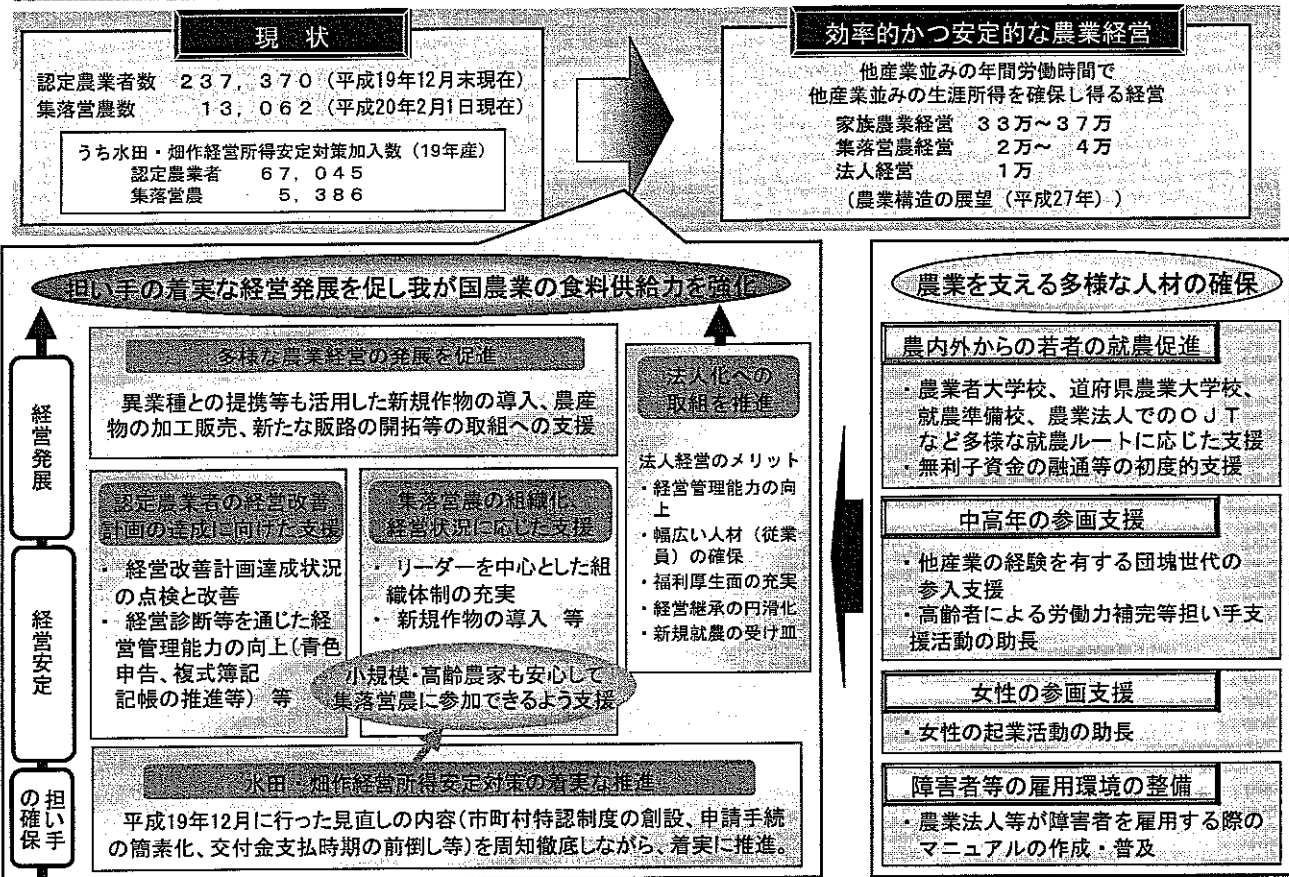 現 状
認定農業者数 237,370(平成19年12月末現在)
集落営農数 13,062(平成20年2月1日現在)
うち水田・畑作経営所得安定対策加入数(19年産)
認定農業者 67,045
集落営農 5,386
効率的かつ安定的な農業経営
他産業並みの年間労働時間で
他産業並みの生涯所得を確保し得る経営
家族農業経営 33万~37万
集落営農経営 2万~ 4万
法人経営 1万
(農業構造の展望(平成27年))
担い手の着実な経営発展を促し我が国農業の食料供給力を強化
経営発展
経営安定
担い手
の確保
多様な農業経営の発展を促進
異業種との提携等も活用した新規作物の導入、農産
物の加工販売、新たな販路の開拓等の取組への支援
認定農業者の経営改善
計画の達成に向けた支援
・ 経営改善計画達成状況
の点検と改善
・ 経営診断等を通じた経
営管理能力の向上(青色
申告、複式簿記
記帳の推進等) 等
集落営農の組織化、
経営状況に応じた支援
・ リーダーを中心とした組
織体制の充実
・ 新規作物の導入 等
小規模・高齢農家も安心して
集落営農に参加できるよう支援
法人化への
取組を推進
法人経営のメリット
・経営管理能力の向
上
・幅広い人材(従業
員)の確保
・福利厚生面の充実
・経営継承の円滑化
・新規就農の受け皿
水田・畑作経営所得安定対策の着実な推進
平成19年12月に行った見直しの内容(市町村特認制度の創設、申請手続
の簡素化、交付金支払時期の前倒し等)を周知徹底しながら、着実に推進。
農業を支える多様な人材の確保
農内外からの若者の就農促進
・農業者大学校、道府県農業大学校、
就農準備校、農業法人でのOJT
など多様な就農ルートに応じた支援
・無利子資金の融通等の初度的支援
中高年の参画支援
・他産業の経験を有する団塊世代の
参入支援
・高齢者による労働力補完等担い手支
援活動の助長
女性の参画支援
・女性の起業活動の助長
障害者等の雇用環境の整備
・農業法人等が障害者を雇用する際の
マニュアルの作成・普及